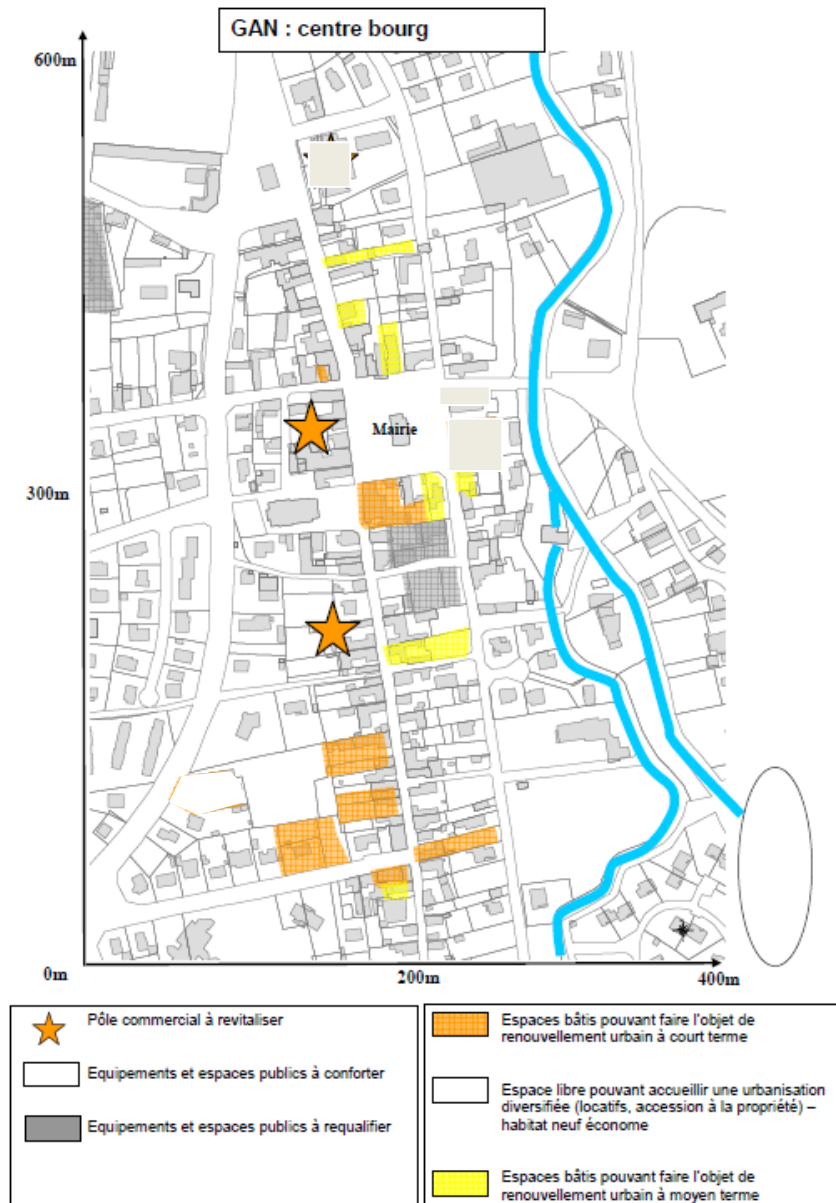 GAN : centre bourg
600m
Mairie
300m
0m
200m
400m
Pôle commercial à revitaliser
Equipements et espaces publics à conforter
Equipements et espaces publics à requalifier
Espaces bâtis pouvant faire l'objet de
renouvellement urbain à court terme
Espace libre pouvant accueillir une urbanisation
diversifiée (locatifs, accession à la propriété) –
habitat neuf économe
Espaces bâtis pouvant faire l'objet de
renouvellement urbain à moyen terme